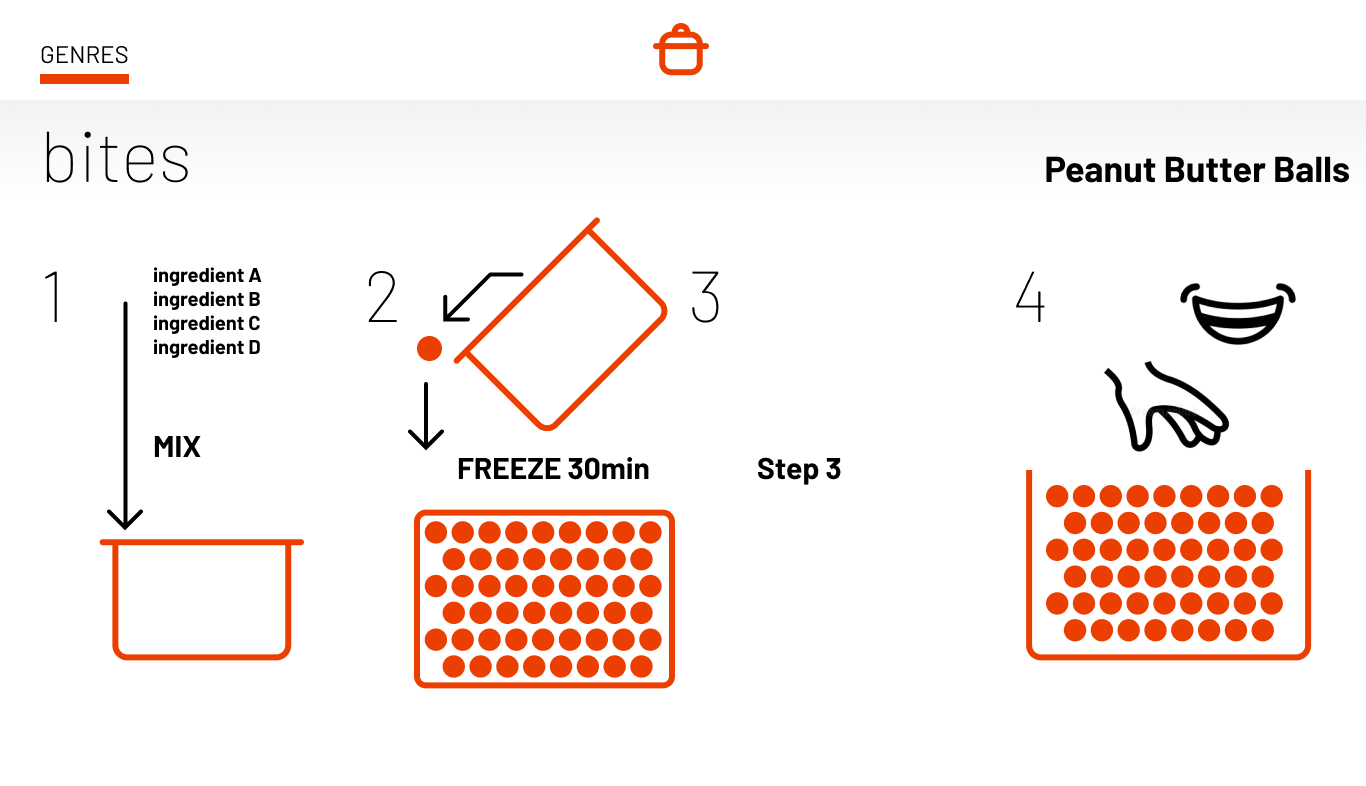 GENRES
bites
Peanut Butter Balls
1
ingredient A
ingredient B
ingredient C
ingredient D
MIX
2
FREEZE 30min
3
Step 3
4